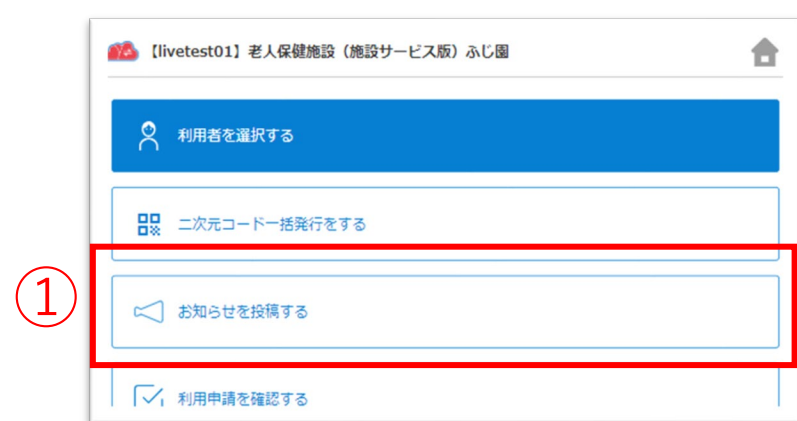 【livetest01】老人保健施設（施設サービス版）ふじ園
利用者を選択する
二次元コード一括発行をする
①
お知らせを投稿する
利用申請を確認する